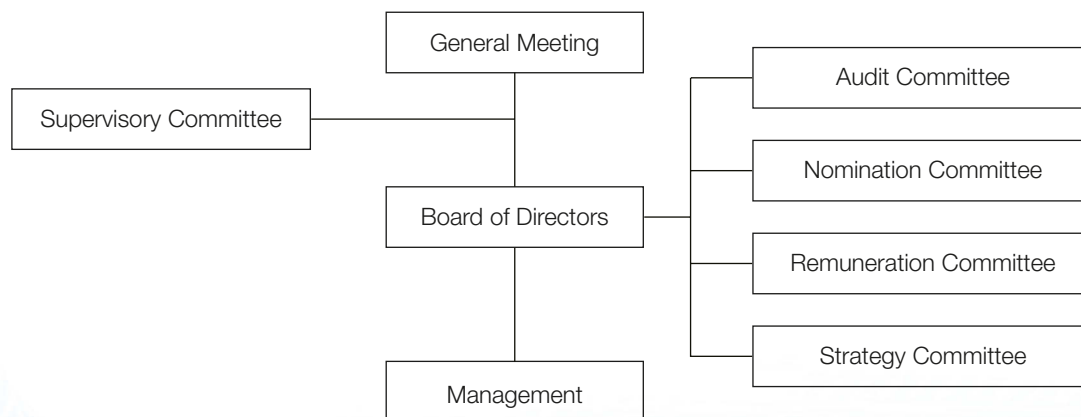 General Meeting
Audit Committee
Supervisory Committee
Nomination Committee
Board of Directors
Remuneration Committee
Strategy Committee
Management